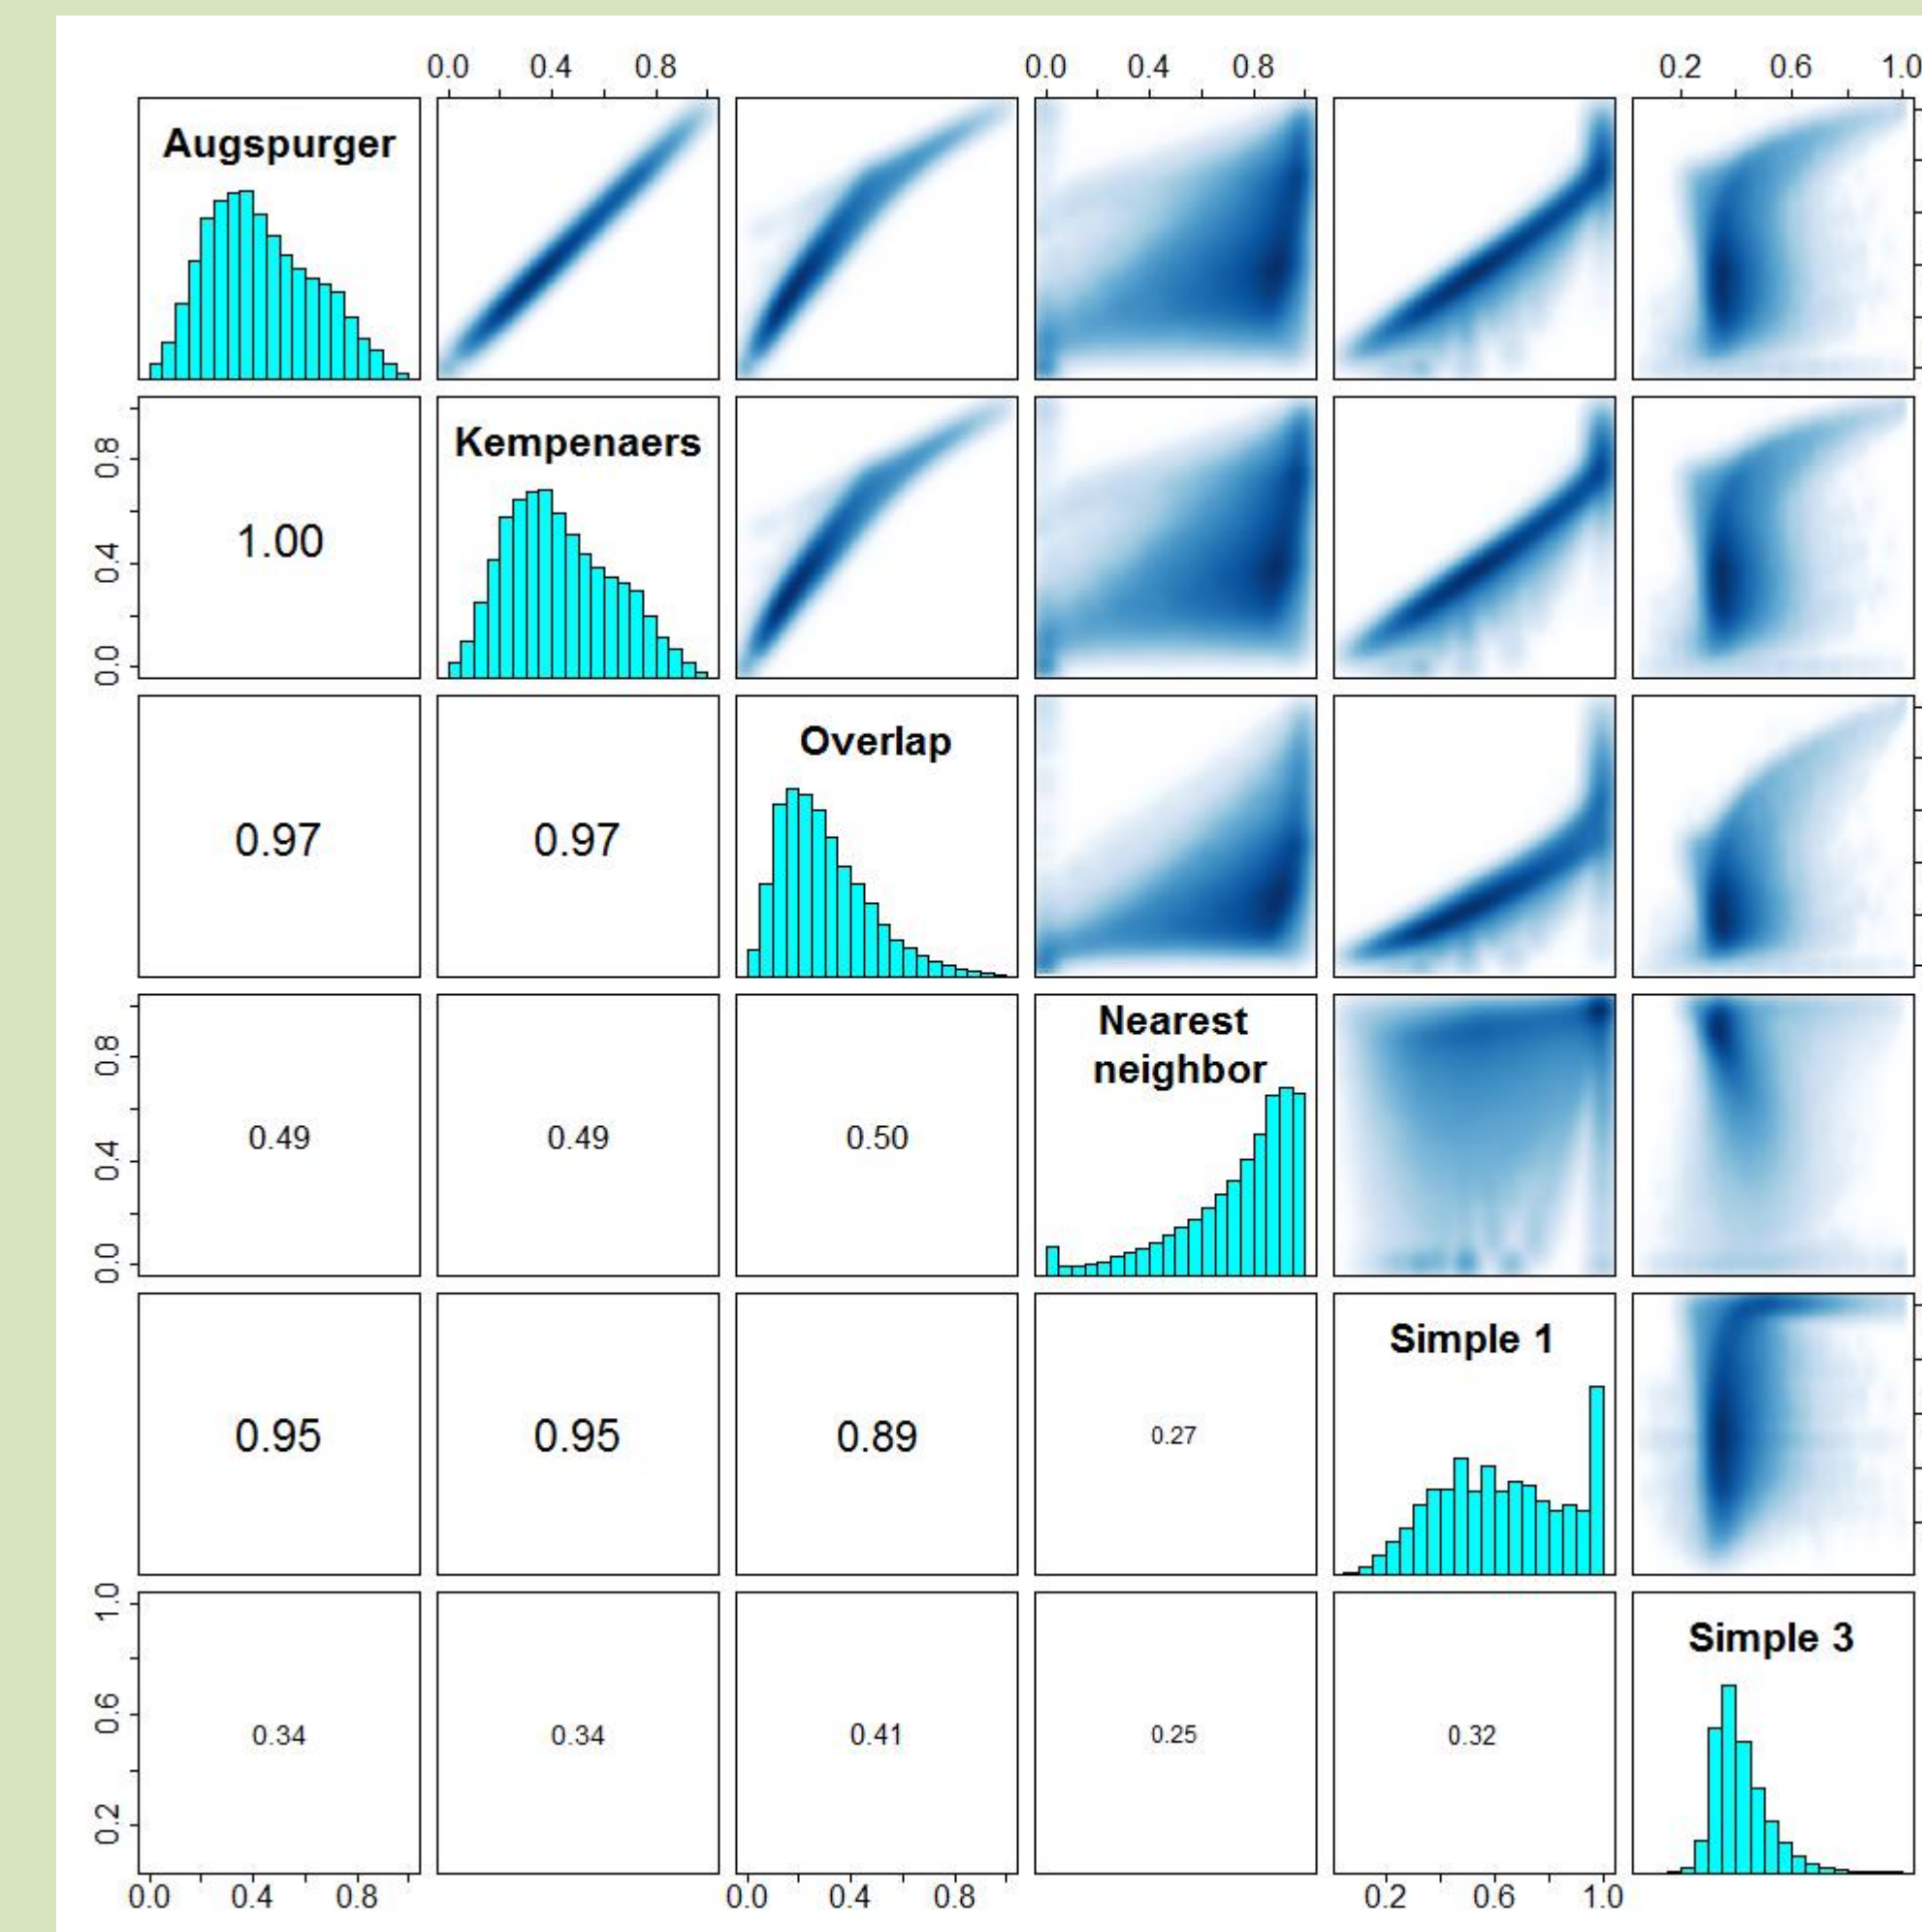 0.0 0.4 0.8 0.0 0.4 0.8 0.2 0.6 1.0
Augspurger
0.0 0.4 0.8
1.00
Kempenaers
0.97 0.97
Overlap
0.0 0.4 0.8
0.49 0.49 0.50
Nearest
neighbor
0.95 0.95 0.89 0.27
Simple 1
0.2 0.6 1.0
0.34 0.34 0.41 0.25 0.32
Simple 3
0.0 0.4 0.8 0.0 0.4 0.8 0.2 0.6 1.0